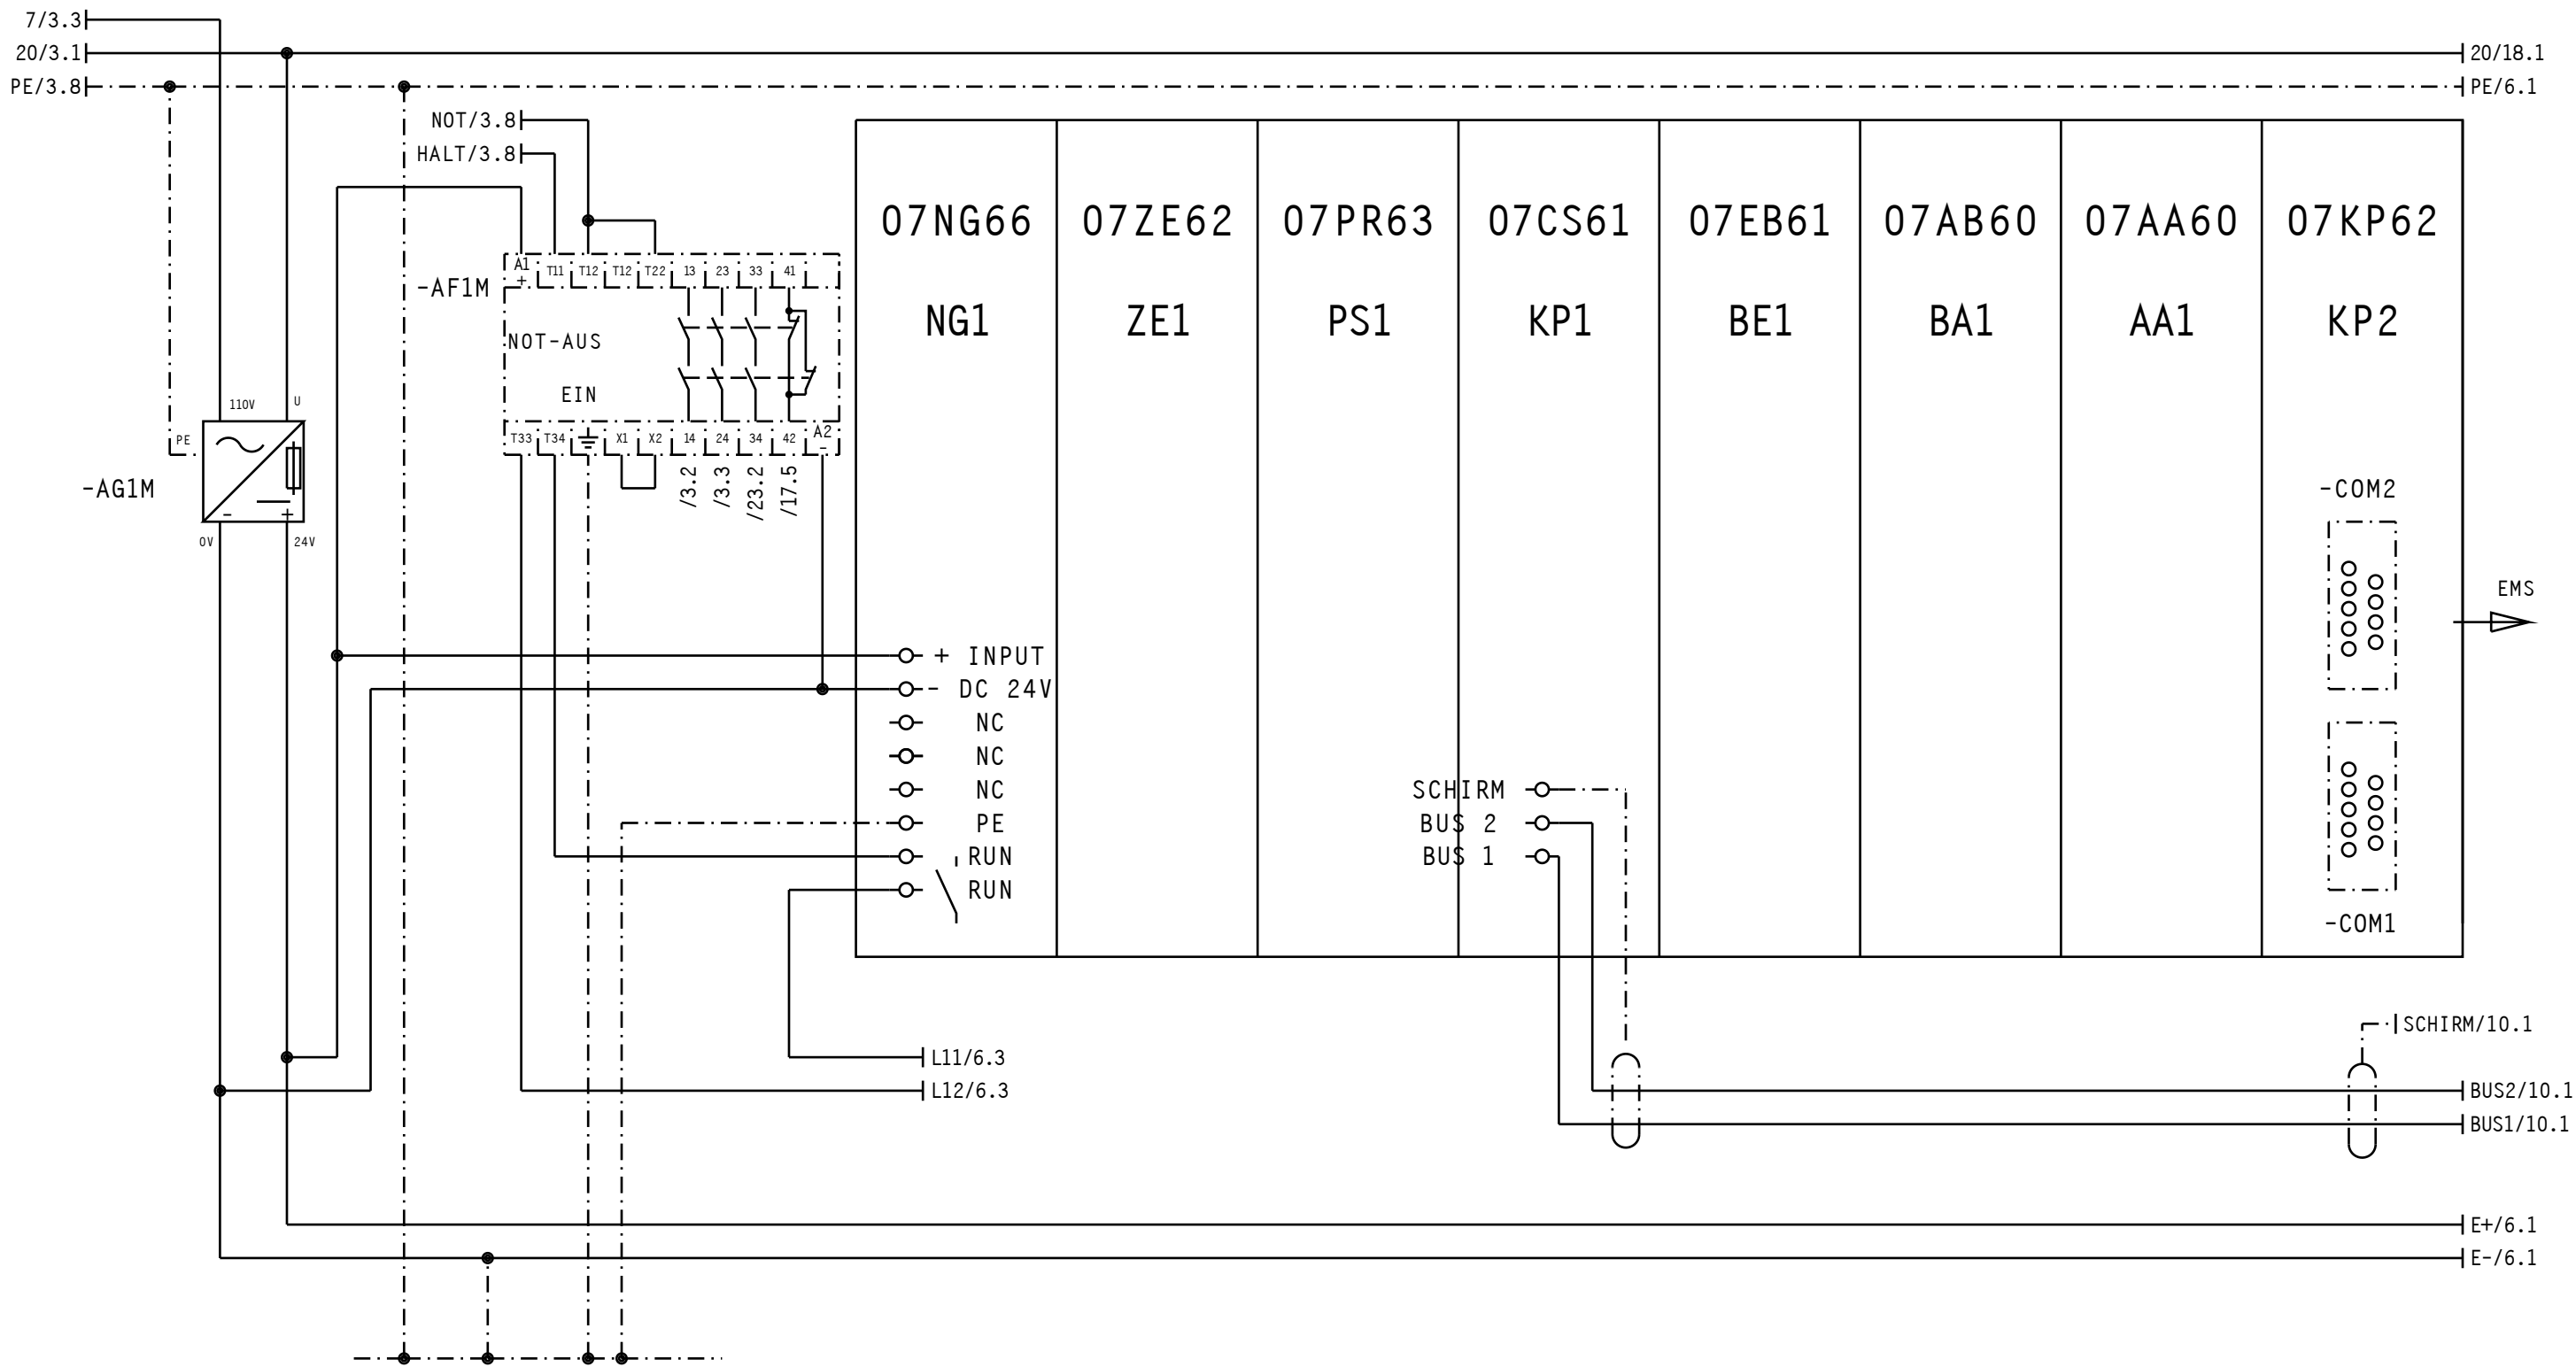 7/3.3
20/3.1
20/18.1
PE/3.8
PE/6.1
NOT/3.8
HALT/3.8
07NG66 07ZE62 07PR63 07CS61 07EB61 07AB60 07AA60 07KP62
NG1 ZE1 PS1 KP1 BE1 BA1 AA1 KP2
A1 T11 T12 T12 T22 13 23 33 41
+
-AF1M
NOT-AUS
EIN
110V U
PE
T33 T34 X1 X2 14 24 34 42 A2
-
/3.2 /3.3 /23.2 /17.5
-AG1M
- +
0V 24V
-COM2
EMS
+ INPUT
- DC 24V
NC
NC
NC
PE
RUN
RUN
SCHIRM
BUS 2
BUS 1
-COM1
SCHIRM/10.1
L11/6.3
L12/6.3
BUS2/10.1
BUS1/10.1
E+/6.1
E-/6.1